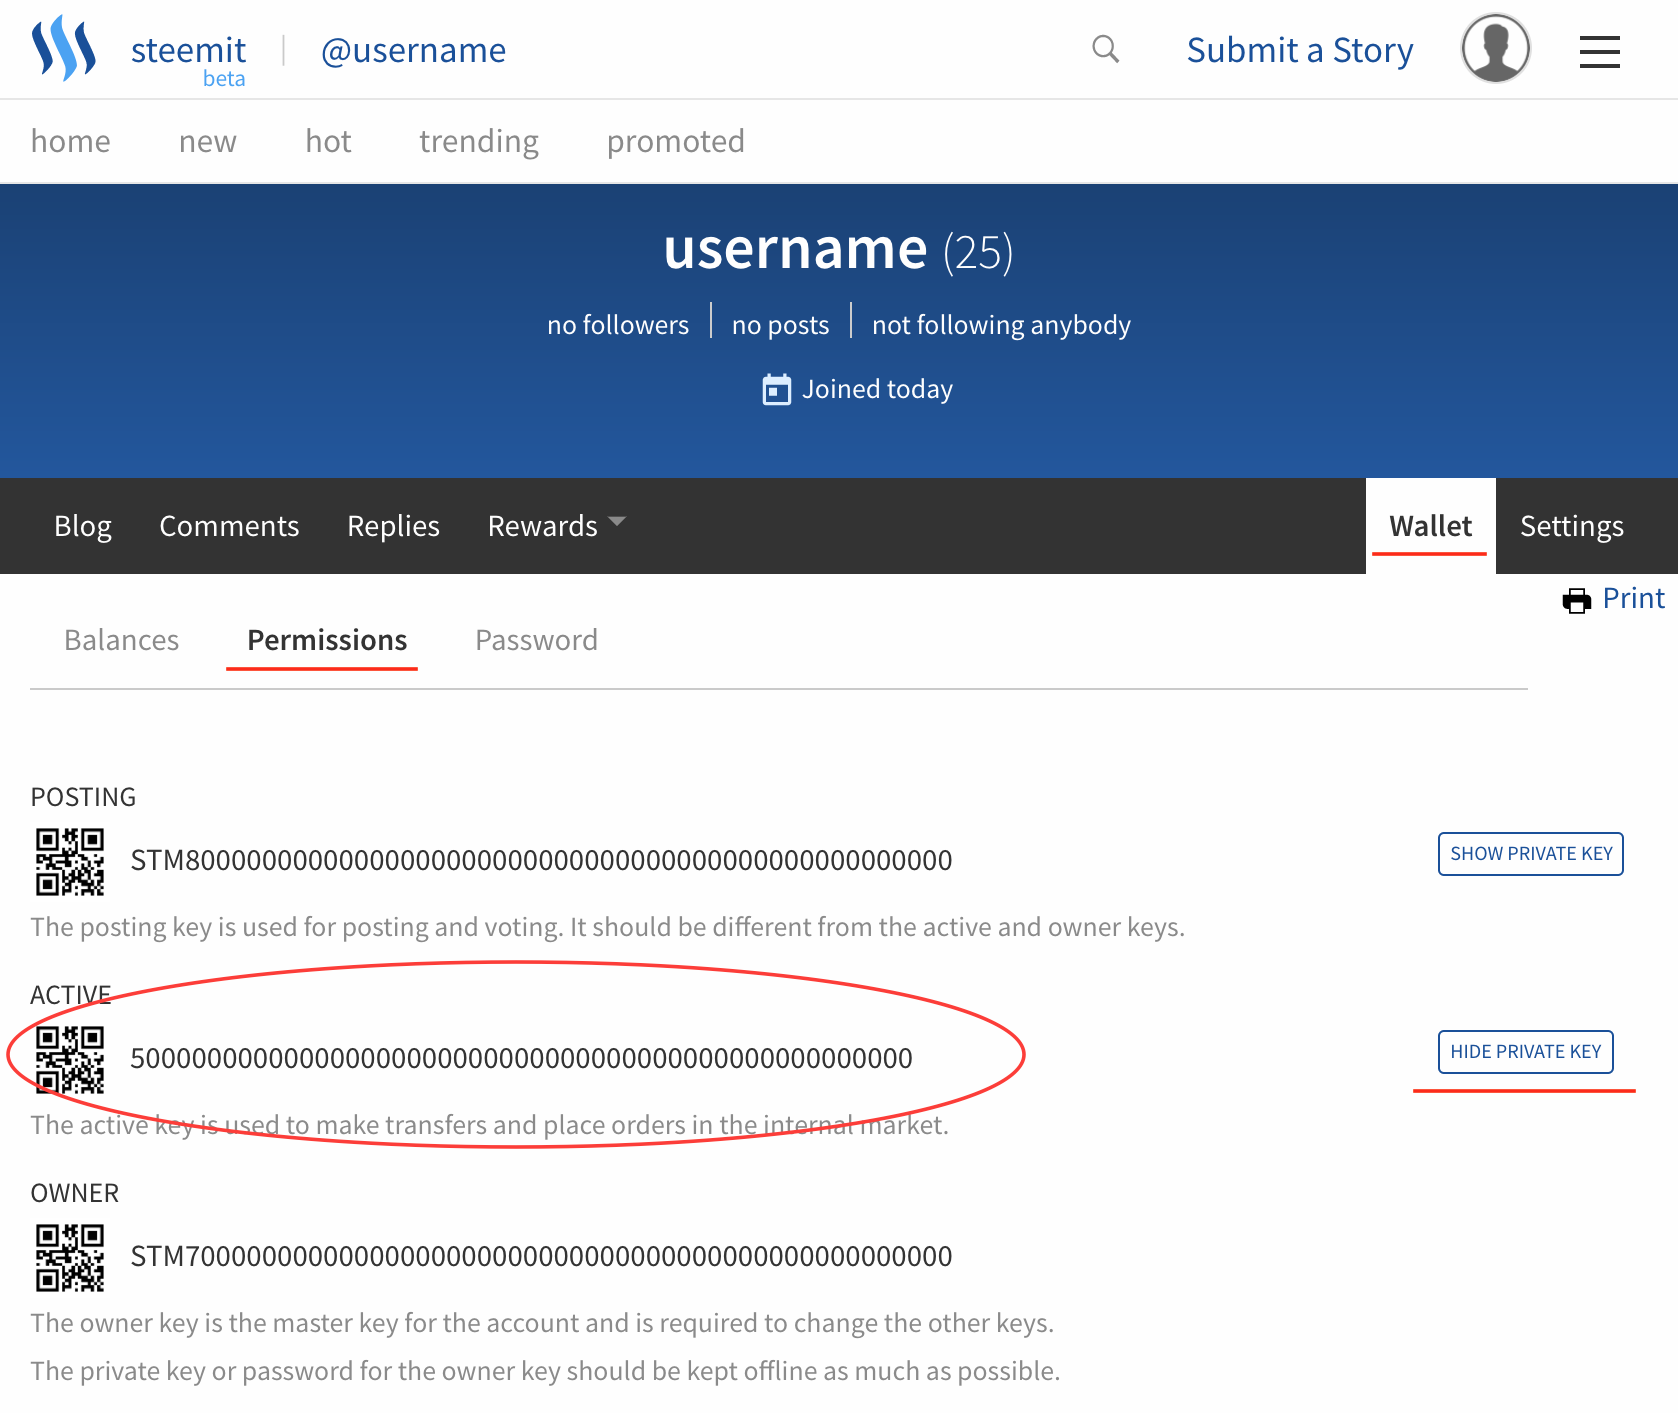 steemit
beta
@username
Submit a Story
home new hot trending promoted
username (25)
no followers no posts not following anybody
Joined today
Blog Comments Replies Rewards Wallet Settings
Print
Balances Permissions Password
POSTING
STM80000000000000000000000000000000000000000000000000
SHOW PRIVATE KEY
The posting key is used for posting and voting. It should be different from the active and owner keys.
ACTIVE
500000000000000000000000000000000000000000000000000
HIDE PRIVATE KEY
The active key is used to make transfers and place orders in the internal market.
OWNER
STM70000000000000000000000000000000000000000000000000
The owner key is the master key for the account and is required to change the other keys.
The private key or password for the owner key should be kept offline as much as possible.